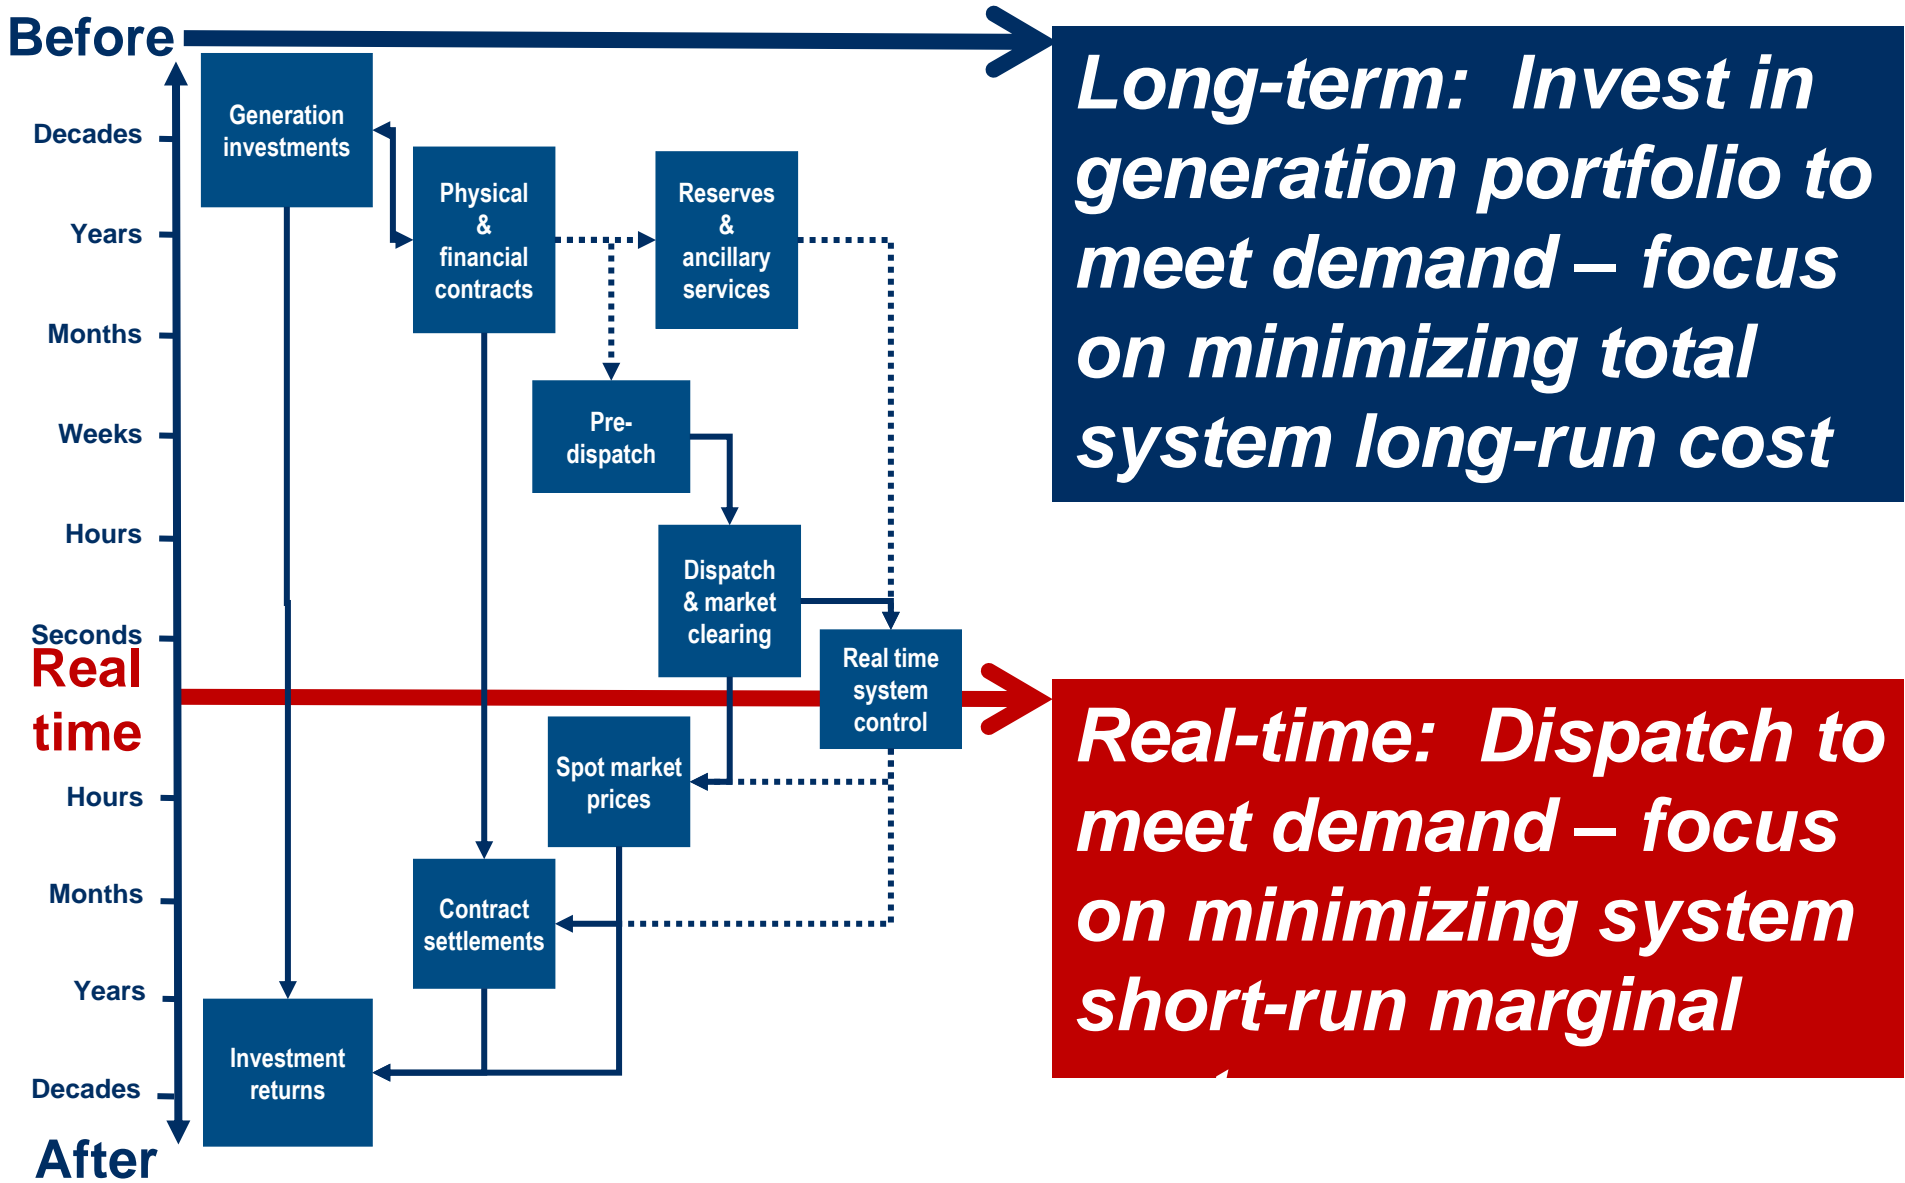 Before
Decades
Years
Months
Weeks
Hours
Seconds
Real
time
Hours
Months
Years
Decades
After
Generation
investments
Physical
&
financial
contracts
Reserves
&
ancillary
services
Pre-
dispatch
Dispatch
& market
clearing
Real time
system
control
Spot market
prices
Contract
settlements
Investment
returns
Long-term: Invest in
generation portfolio to
meet demand – focus
on minimizing total
system long-run cost
Real-time: Dispatch to
meet demand – focus
on minimizing system
short-run marginal